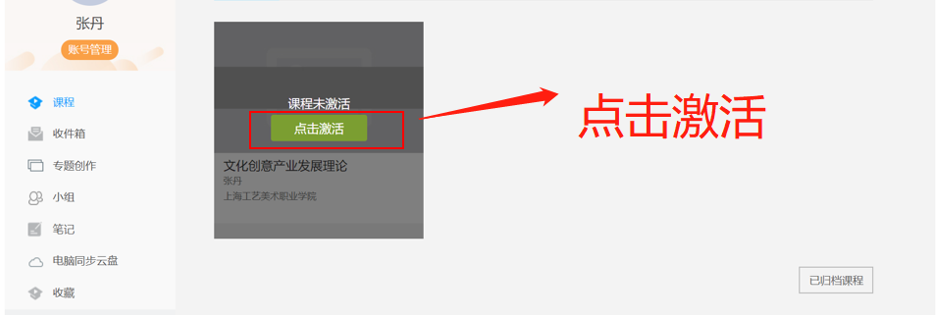 张丹
账号管理
课程
收件箱
专题创作
小组
笔记
电脑同步云盘
收藏
课程未激活
点击激活
文化创意产业发展理论
张丹
上海工艺美术职业学院
点击激活
已归档课程